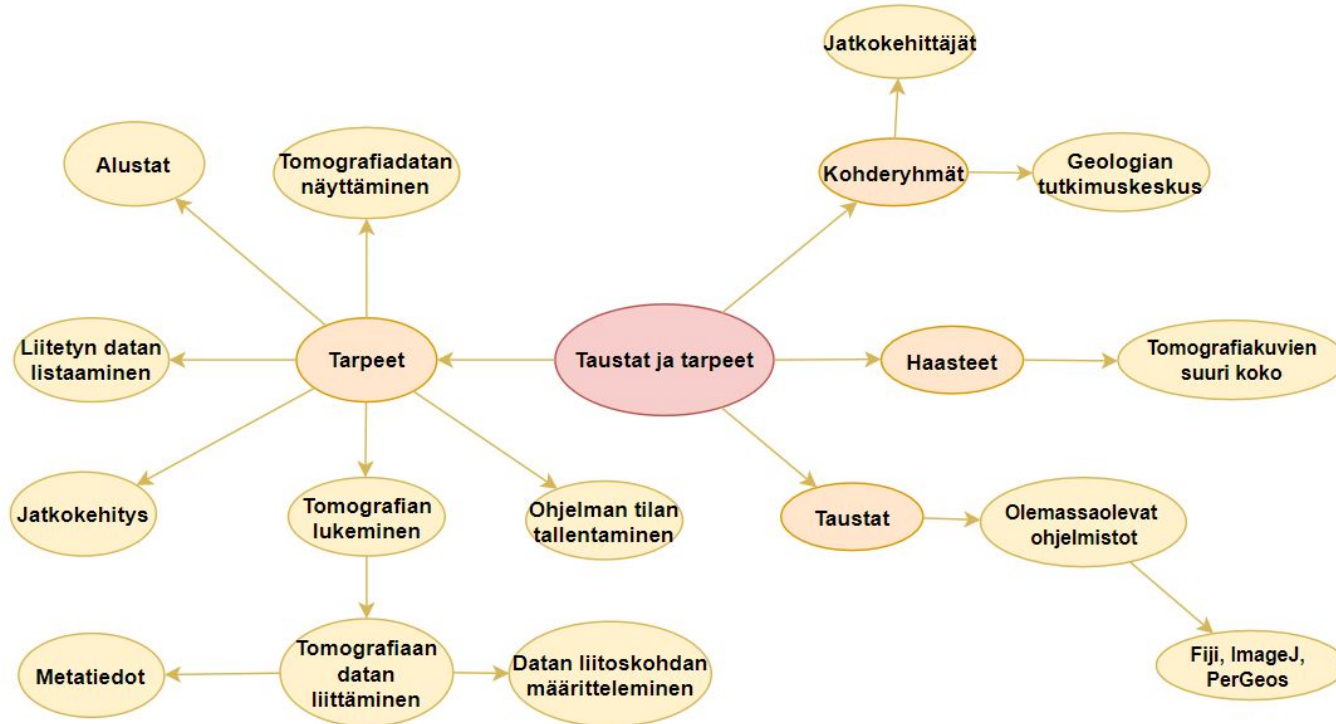 Jatkokehittäjät
Alustat
Tomografiadatan
näyttäminen
Kohderyhmät
Geologian
tutkimuskeskus
Liitetyn datan
listaaminen
Tarpeet
Taustat ja tarpeet
Haasteet
Tomografiakuvien
suuri koko
Jatkokehitys
Tomografian
lukeminen
Ohjelman tilan
tallentaminen
Taustat
Olemassaolevat
ohjelmistot
Metatiedot
Tomografiaan
datan
liittäminen
Datan liitoskohdan
määritteleminen
Fiji, ImageJ,
PerGeos